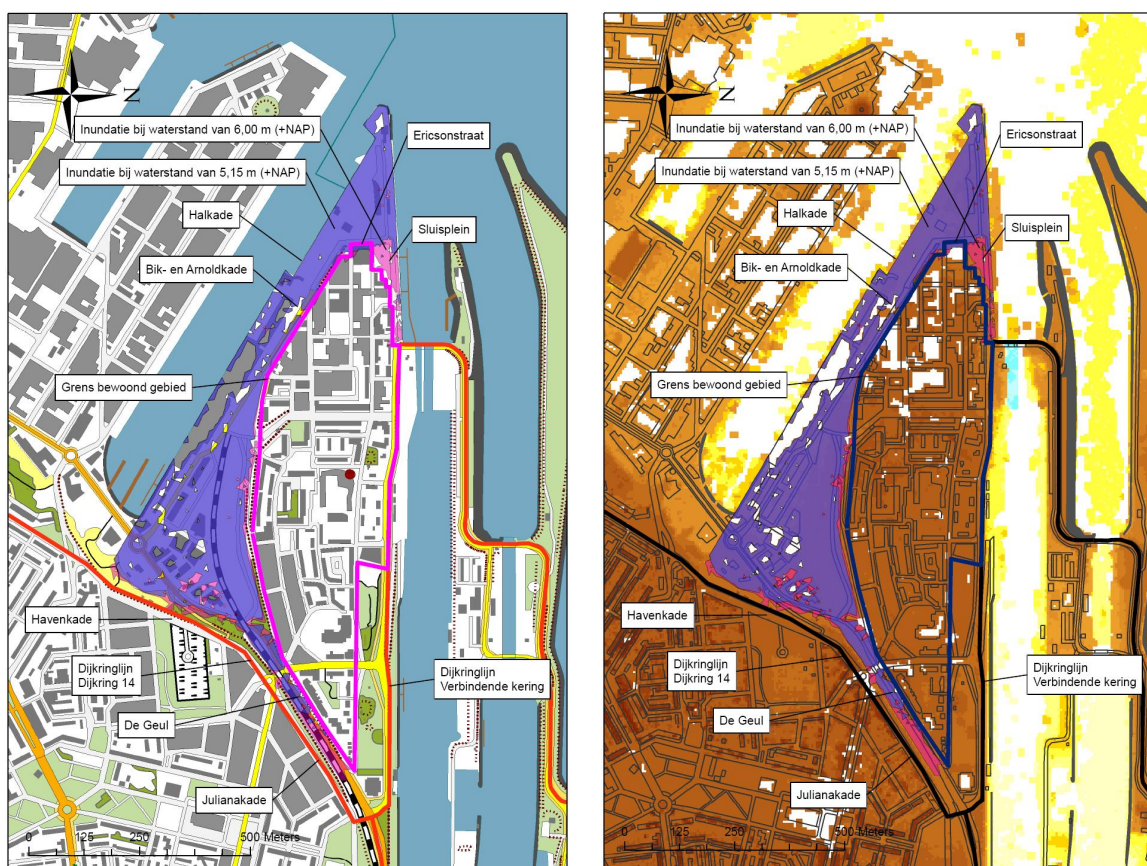 N
Inundatie bij waterstand van 6,00 m (+NAP)
Ericsonstraat
Inundatie bij waterstand van 5,15 m (+NAP)
Halkade
Sluisplein
Bik- en Arnoldkade
Grens bewoond gebied
Havenkade
Dijkringlijn
Dijkring 14
Dijkringlijn
Verbindende kering
De Geul
Julianakade
0 125 250 500 Meters
N
Inundatie bij waterstand van 6,00 m (+NAP)
Ericsonstraat
Inundatie bij waterstand van 5,15 m (+NAP)
Halkade
Sluisplein
Bik- en Arnoldkade
Grens bewoond gebied
Havenkade
Dijkringlijn
Dijkring 14
Dijkringlijn
Verbindende kering
De Geul
Julianakade
0 125 250 500 Meters